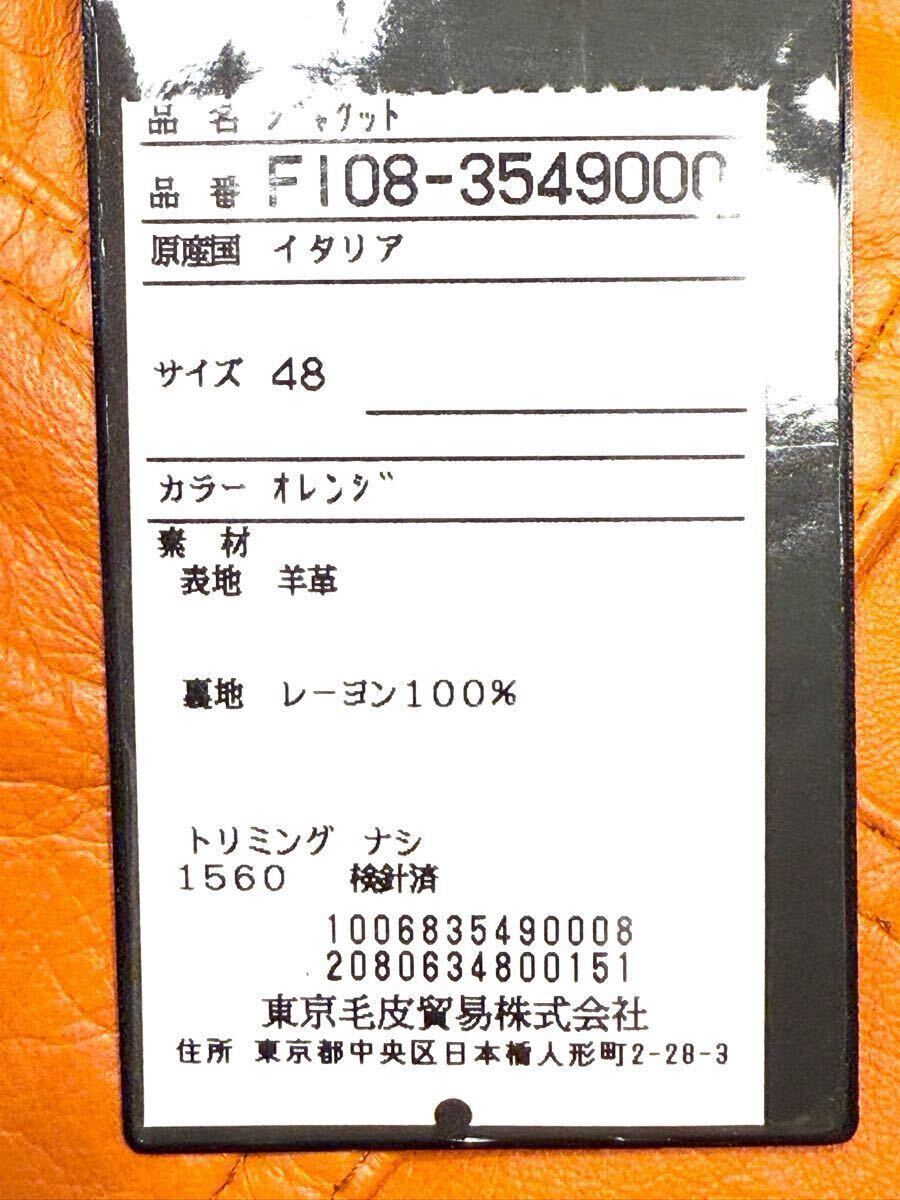 品名 ジャケット
品番 FI08-3549000
原産国 イタリア
サイズ 48
カラー オレンジ
素材
表地 羊革
裏地 レーヨン100%
トリミング ナシ
1560 検針済
1006835490008
2080634800151
東京毛皮貿易株式会社
住所 東京都中央区日本橋人形町2-28-3